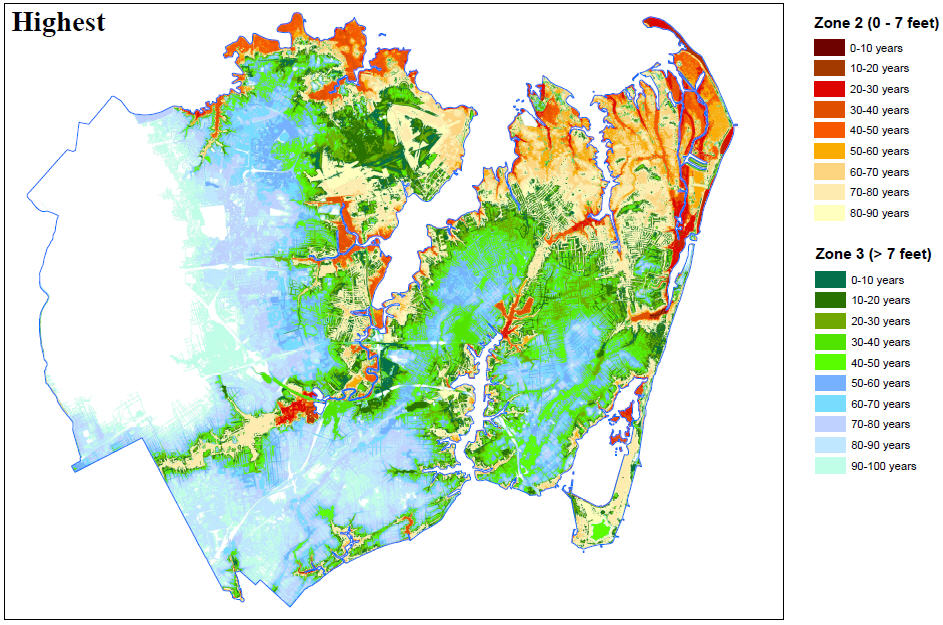 Highest
Zone 2 (0 - 7 feet)
0-10 years
10-20 years
20-30 years
30-40 years
40-50 years
50-60 years
60-70 years
70-80 years
80-90 years
Zone 3 (> 7 feet)
0-10 years
10-20 years
20-30 years
30-40 years
40-50 years
50-60 years
60-70 years
70-80 years
80-90 years
90-100 years